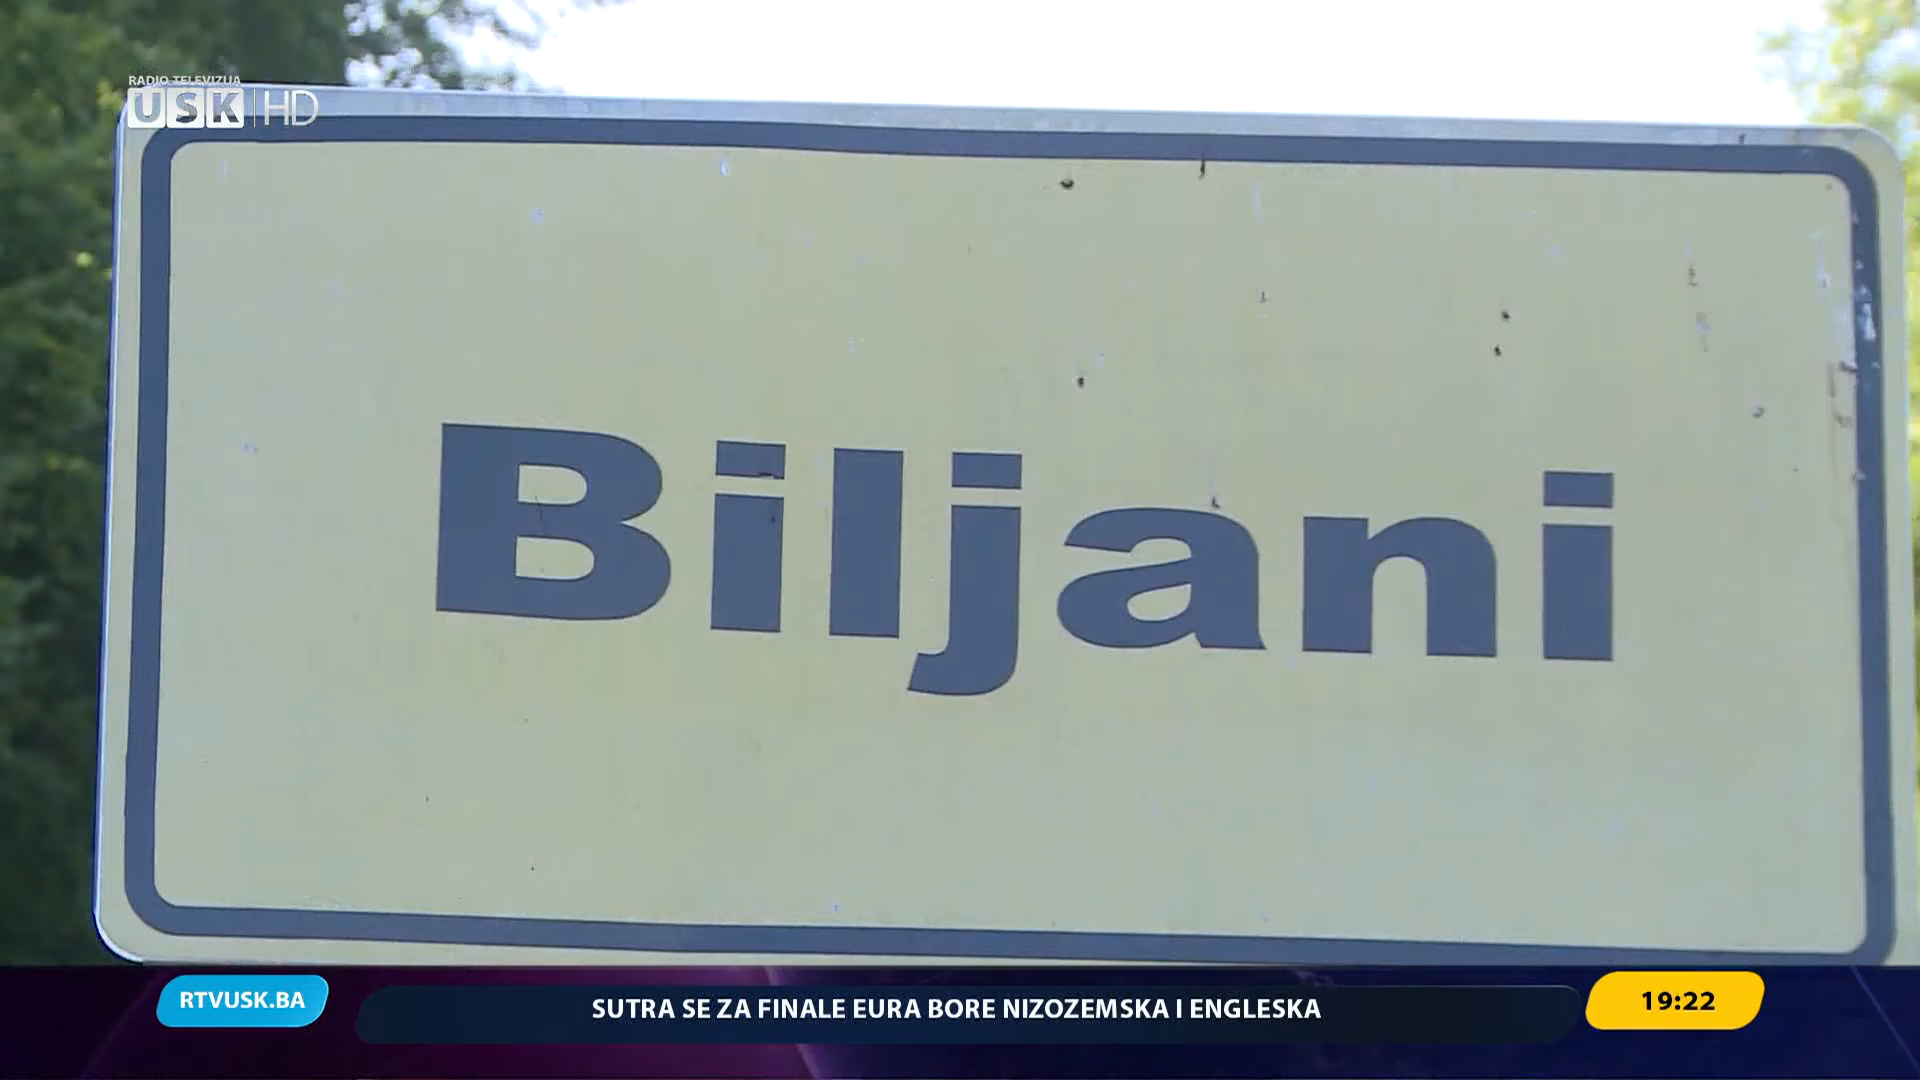 RADIO TELEVIZIJA
USK HD
Biljani
RTVUSK.BA
SUTRA SE ZA FINALE EURA BORE NIZOZEMSKA I ENGLESKA
19:22